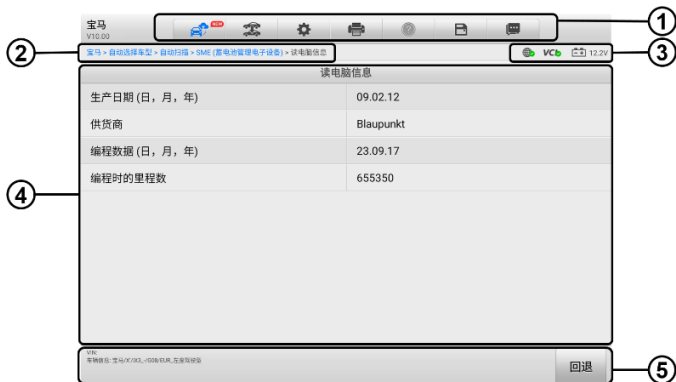 宝马
V10.00
NEW
①
②
宝马 > 自动选择车型 > 自动扫描 > SME (蓄电池管理电子设备) > 读电脑信息
VCI
12.2V
③
读电脑信息
生产日期 (日，月，年) 09.02.12
供货商 Blaupunkt
编程数据 (日，月，年) 23.09.17
编程时的里程数 655350
④
VIN:
回退
⑤